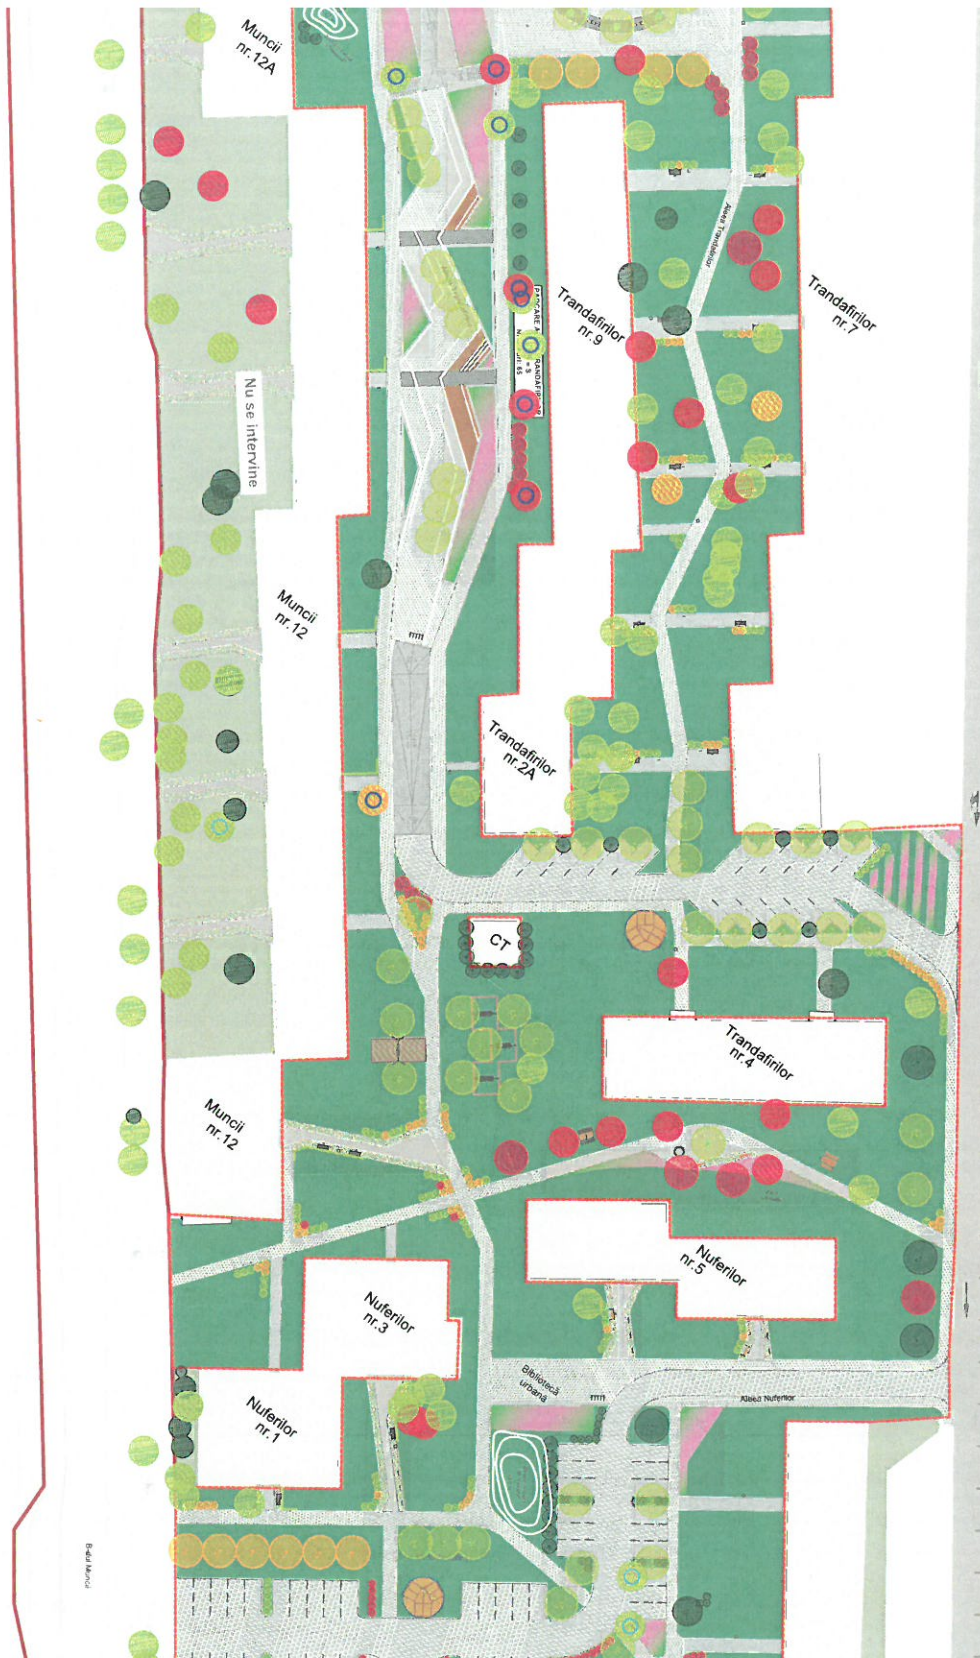 Muncii
nr.12A
Aleea Trandafirilor
Trandafirilor
nr.9
Trandafirilor
nr.7
Nu se intervine
Muncii
nr.12
Trandafirilor
nr.2A
CT
Trandafirilor
nr.4
Muncii
nr.12
Nuferilor
nr.5
Nuferilor
nr.3
Bibliotecă
urbană
Aleea Nuferilor
Nuferilor
nr.1
B-dul Muncii